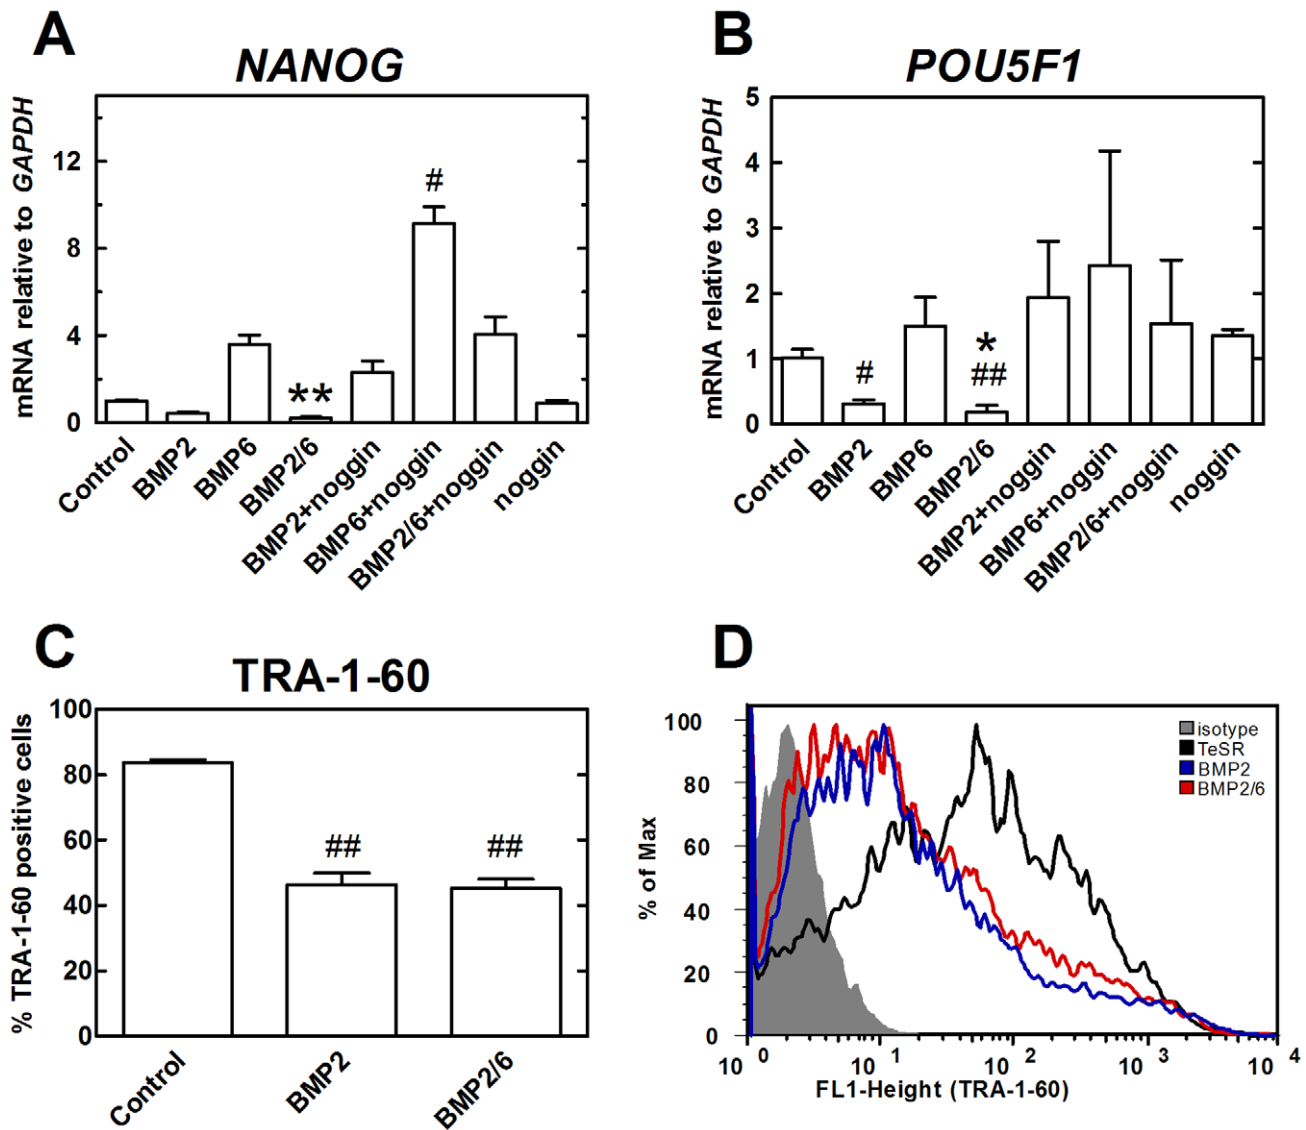 A
NANOG
mRNA relative to GAPDH
12
8
4
0
#
**
Control
BMP2
BMP6
BMP2/6
BMP2+noggin
BMP6+noggin
BMP2/6+noggin
noggin
B
POU5F1
mRNA relative to GAPDH
5
4
3
2
1
0
#
*
##
Control
BMP2
BMP6
BMP2/6
BMP2+noggin
BMP6+noggin
BMP2/6+noggin
noggin
C
TRA-1-60
% TRA-1-60 positive cells
100
80
60
40
20
0
##
##
Control
BMP2
BMP2/6
D
% of Max
100
80
60
40
20
0
isotype
TeSR
BMP2
BMP2/6
10 0
10 1
10 2
10 3
10 4
FL1-Height (TRA-1-60)